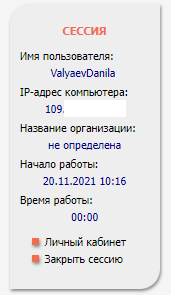 СЕССИЯ
Имя пользователя:
ValyaevDanila
IP-адрес компьютера:
109.
Название организации:
не определена
Начало работы:
20.11.2021 10:16
Время работы:
00:00
Личный кабинет
Закрыть сессию